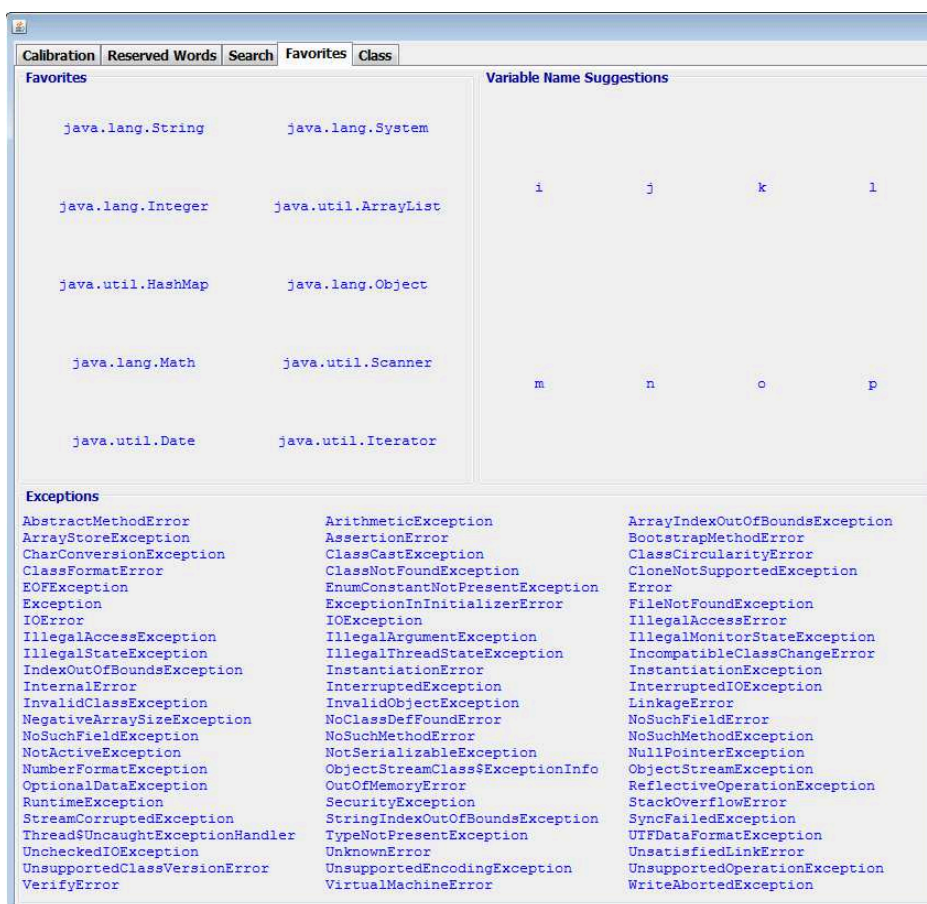 Calibration Reserved Words Search Favorites Class
Favorites
java.lang.String java.lang.System
java.lang.Integer java.util.ArrayList
java.util.HashMap java.lang.Object
java.lang.Math java.util.Scanner
java.util.Date java.util.Iterator
Variable Name Suggestions
i j k l
m n o p
Exceptions
AbstractMethodError ArithmeticException ArrayIndexOutOfBoundsException
ArrayStoreException AssertionError BootstrapMethodError
CharConversionException ClassCastException ClassCircularityError
ClassFormatError ClassNotFoundException CloneNotSupportedException
EOFException EnumConstantNotPresentException Error
Exception ExceptionInInitializerError FileNotFoundException
IOError IOException IllegalAccessError
IllegalAccessException IllegalArgumentException IllegalMonitorStateException
IllegalStateException IllegalThreadStateException IncompatibleClassChangeError
IndexOutOfBoundsException InstantiationError InstantiationException
InternalError InterruptedException InterruptedIOException
InvalidClassException InvalidObjectException LinkageError
NegativeArraySizeException NoClassDefFoundError NoSuchFieldError
NoSuchFieldException NoSuchMethodError NoSuchMethodException
NotActiveException NotSerializableException NullPointerException
NumberFormatException ObjectStreamClass$ExceptionInfo ObjectStreamException
OptionalDataException OutOfMemoryError ReflectiveOperationException
RuntimeException SecurityException StackOverflowError
StreamCorruptedException StringIndexOutOfBoundsException SyncFailedException
Thread$UncaughtExceptionHandler TypeNotPresentException UTFDataFormatException
UncheckedIOException UnknownError UnsatisfiedLinkError
UnsupportedClassVersionError UnsupportedEncodingException UnsupportedOperationException
VerifyError VirtualMachineError WriteAbortedException